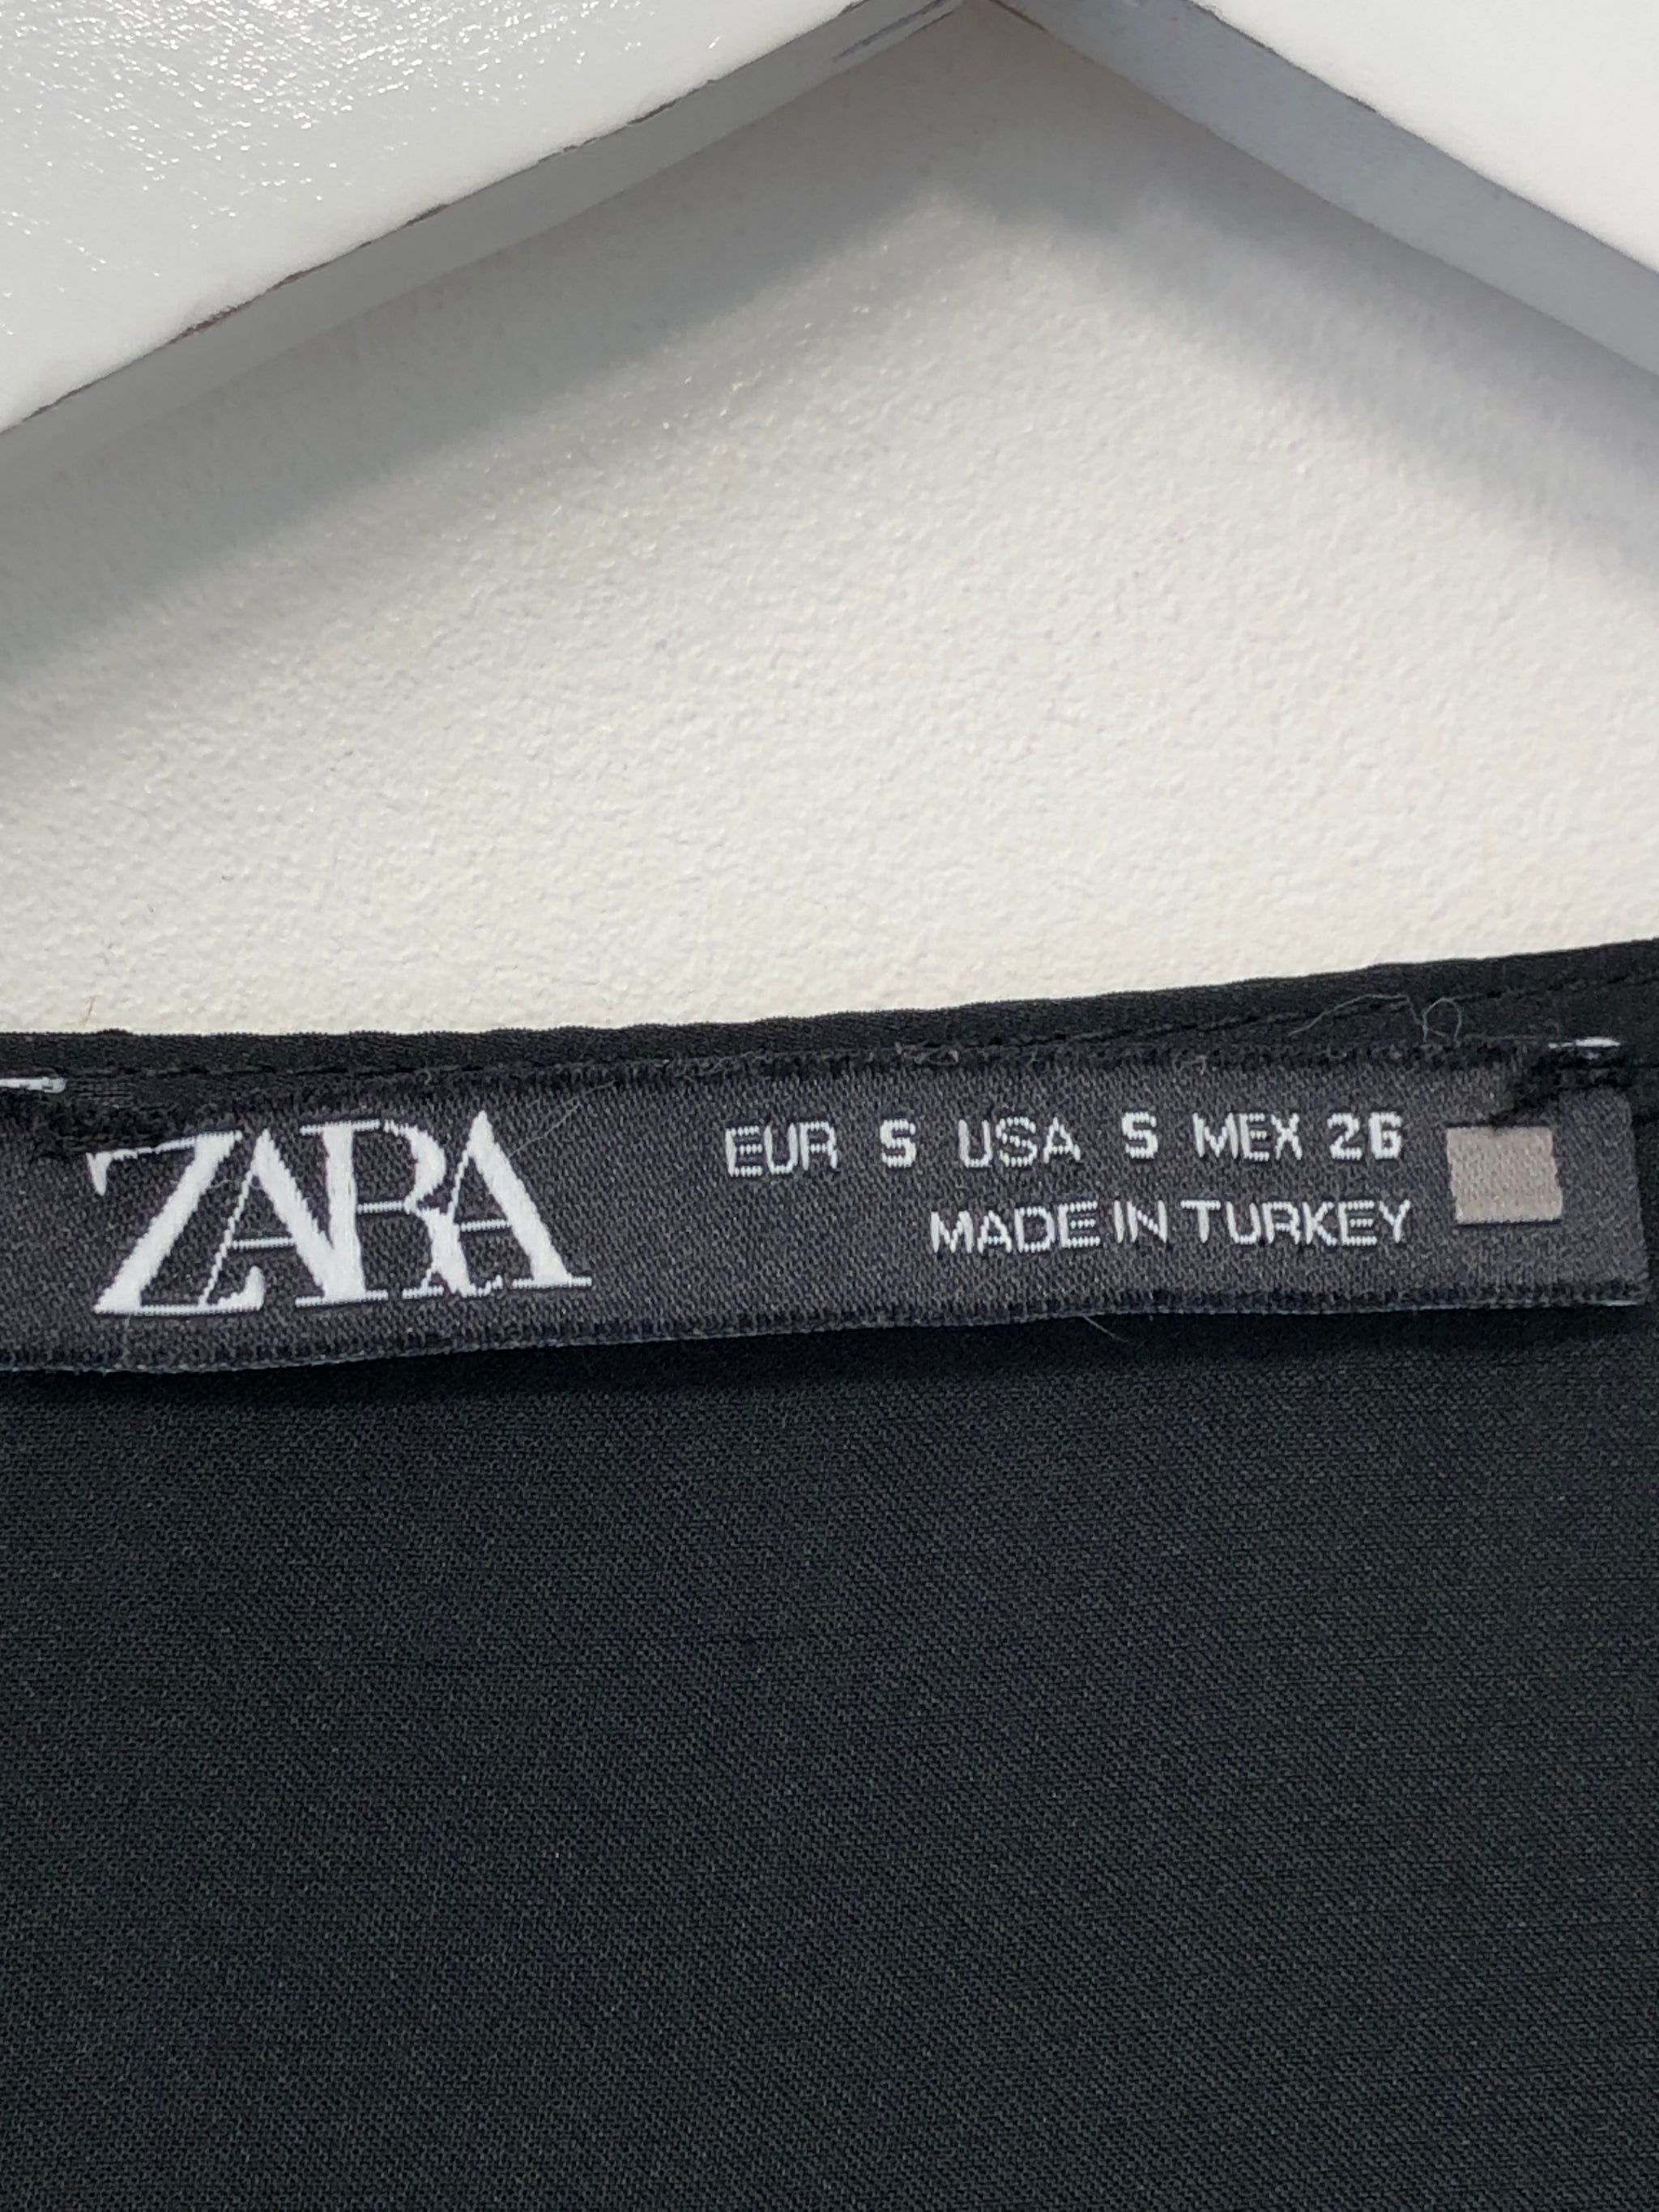 ZARA
EUR S USA S MEX 26
MADE IN TURKEY